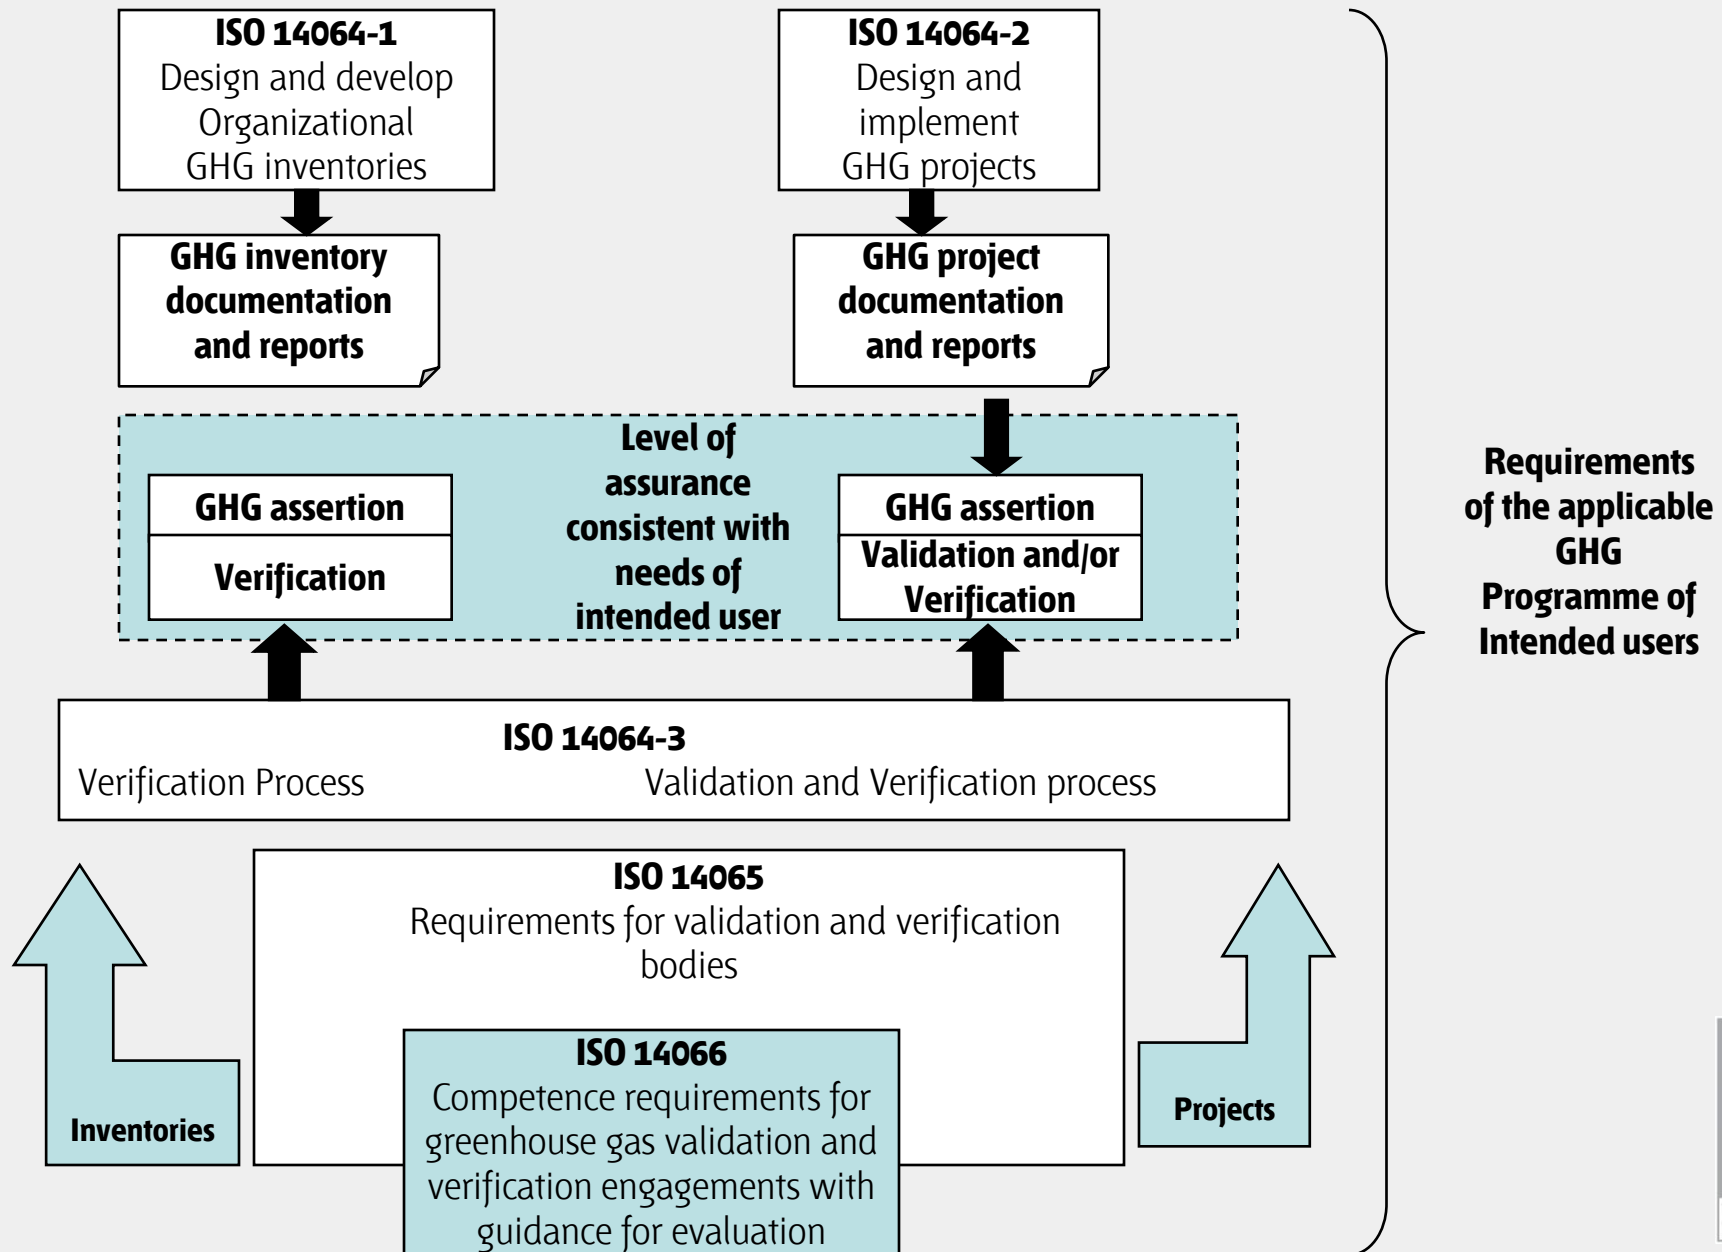 ISO 14064-1
Design and develop
Organizational
GHG inventories
ISO 14064-2
Design and
implement
GHG projects
GHG inventory
documentation
and reports
GHG project
documentation
and reports
Level of
assurance
consistent with
needs of
intended user
GHG assertion
Verification
GHG assertion
Validation and/or
Verification
Requirements
of the applicable
GHG
Programme of
Intended users
ISO 14064-3
Verification Process
Validation and Verification process
ISO 14065
Requirements for validation and verification
bodies
ISO 14066
Competence requirements for
greenhouse gas validation and
verification engagements with
guidance for evaluation
Inventories
Projects